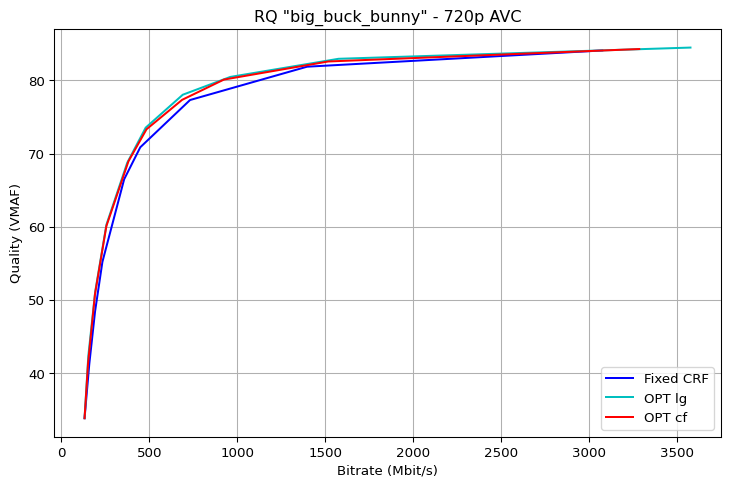 RQ "big_buck_bunny" - 720p AVC
Quality (VMAF)
80
70
60
50
40
Fixed CRF
OPT lg
OPT cf
0 500 1000 1500 2000 2500 3000 3500
Bitrate (Mbit/s)